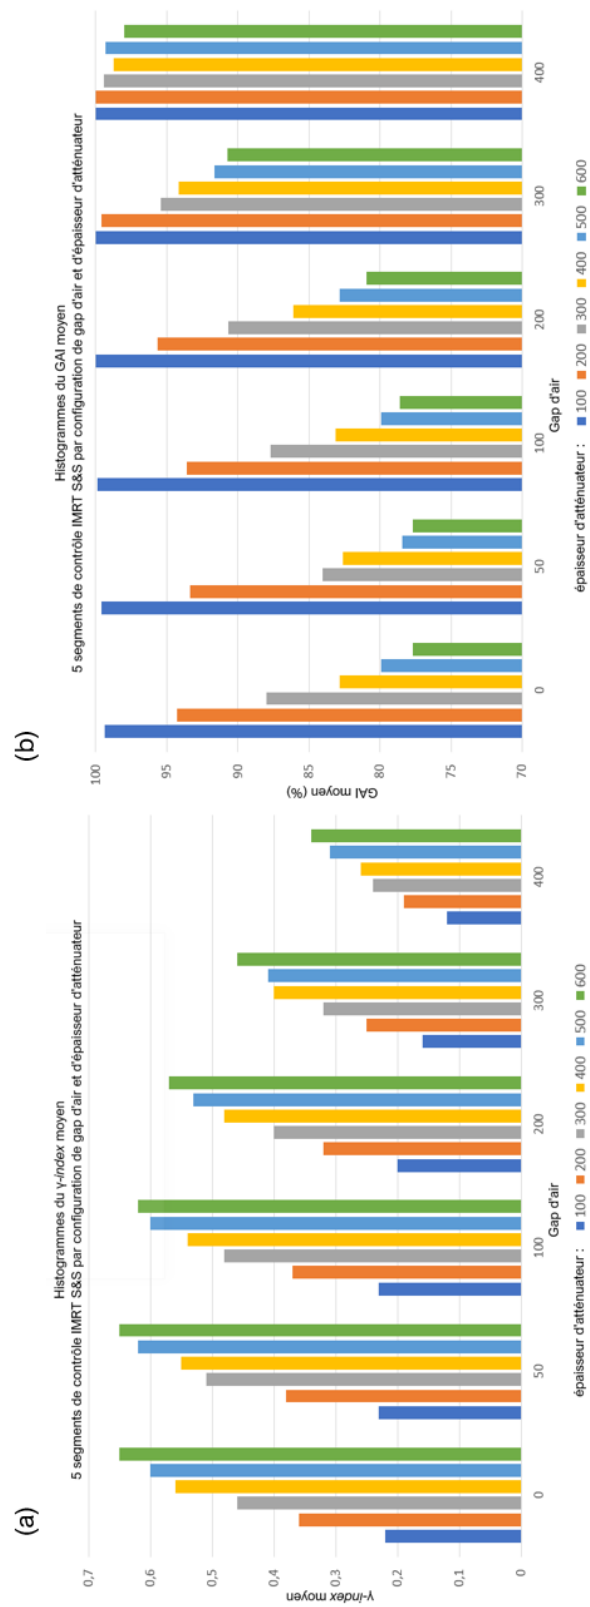 (a)
Histogrammes du γ-index moyen
5 segments de contrôle IMRT S&S par configuration de gap d'air et d'épaisseur d'atténuateur
0,7
0,6
0,5
0,4
0,3
0,2
0,1
0
γ-index moyen
0 50 100 200 300 400
Gap d'air
épaisseur d'atténuateur : 100 200 300 400 500 600
(b)
Histogrammes du GAI moyen
5 segments de contrôle IMRT S&S par configuration de gap d'air et d'épaisseur d'atténuateur
100
95
90
85
80
75
70
GAI moyen (%)
0 50 100 200 300 400
Gap d'air
épaisseur d'atténuateur : 100 200 300 400 500 600